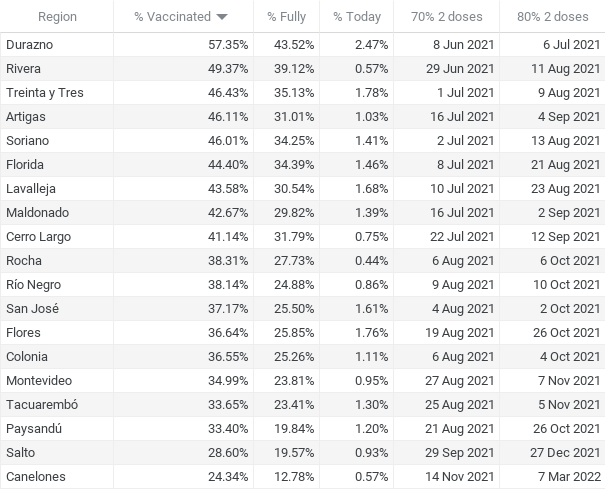 Region % Vaccinated % Fully % Today 70% 2 doses 80% 2 doses
Durazno 57.35% 43.52% 2.47% 8 Jun 2021 6 Jul 2021
Rivera 49.37% 39.12% 0.57% 29 Jun 2021 11 Aug 2021
Treinta y Tres 46.43% 35.13% 1.78% 1 Jul 2021 9 Aug 2021
Artigas 46.11% 31.01% 1.03% 16 Jul 2021 4 Sep 2021
Soriano 46.01% 34.25% 1.41% 2 Jul 2021 13 Aug 2021
Florida 44.40% 34.39% 1.46% 8 Jul 2021 21 Aug 2021
Lavalleja 43.58% 30.54% 1.68% 10 Jul 2021 23 Aug 2021
Maldonado 42.67% 29.82% 1.39% 16 Jul 2021 2 Sep 2021
Cerro Largo 41.14% 31.79% 0.75% 22 Jul 2021 12 Sep 2021
Rocha 38.31% 27.73% 0.44% 6 Aug 2021 6 Oct 2021
Río Negro 38.14% 24.88% 0.86% 9 Aug 2021 10 Oct 2021
San José 37.17% 25.50% 1.61% 4 Aug 2021 2 Oct 2021
Flores 36.64% 25.85% 1.76% 19 Aug 2021 26 Oct 2021
Colonia 36.55% 25.26% 1.11% 6 Aug 2021 4 Oct 2021
Montevideo 34.99% 23.81% 0.95% 27 Aug 2021 7 Nov 2021
Tacuarembó 33.65% 23.41% 1.30% 25 Aug 2021 5 Nov 2021
Paysandú 33.40% 19.84% 1.20% 21 Aug 2021 26 Oct 2021
Salto 28.60% 19.57% 0.93% 29 Sep 2021 27 Dec 2021
Canelones 24.34% 12.78% 0.57% 14 Nov 2021 7 Mar 2022